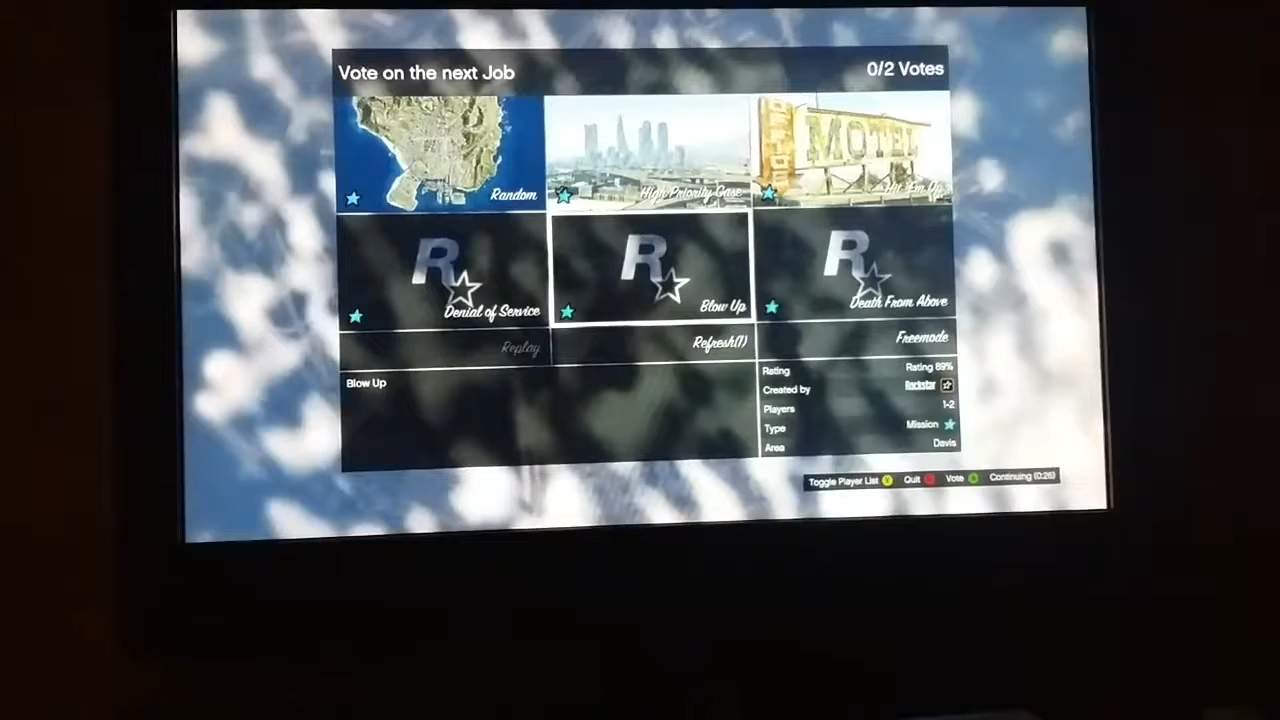 Vote on the next Job
0/2 Votes
MOTEL
Random
High Priority Case
Hit 'Em Up
R
R
R
Denial of Service
Blow Up
Death From Above
Replay
Refresh(1)
Freemode
Blow Up
Rating
Rating 69%
Created by
Rockstar
Players
1-2
Type
Mission
Area
Davis
Toggle Player List Y Quit Vote Continuing (0:26)